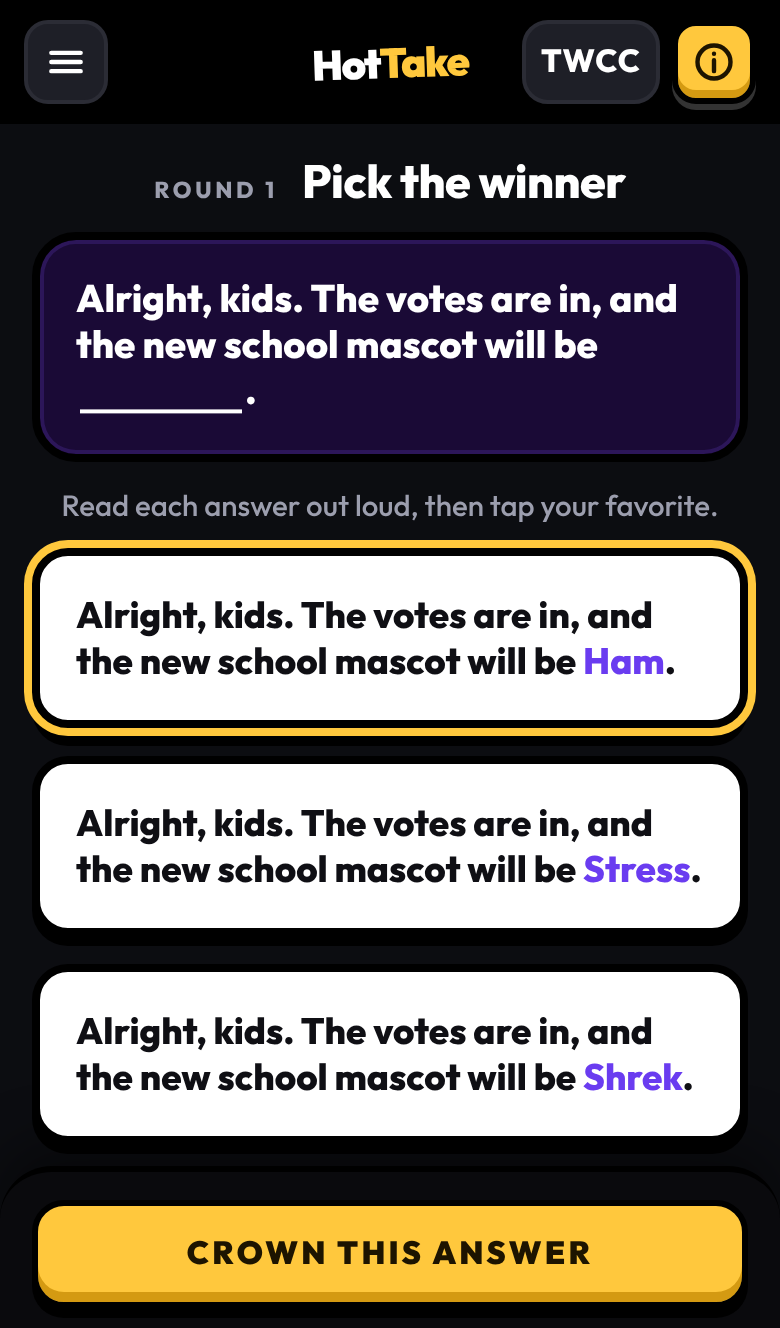 HotTake
TWCC
ROUND 1 Pick the winner
Alright, kids. The votes are in, and
the new school mascot will be
__________.
Read each answer out loud, then tap your favorite.
Alright, kids. The votes are in, and
the new school mascot will be Ham.
Alright, kids. The votes are in, and
the new school mascot will be Stress.
Alright, kids. The votes are in, and
the new school mascot will be Shrek.
CROWN THIS ANSWER